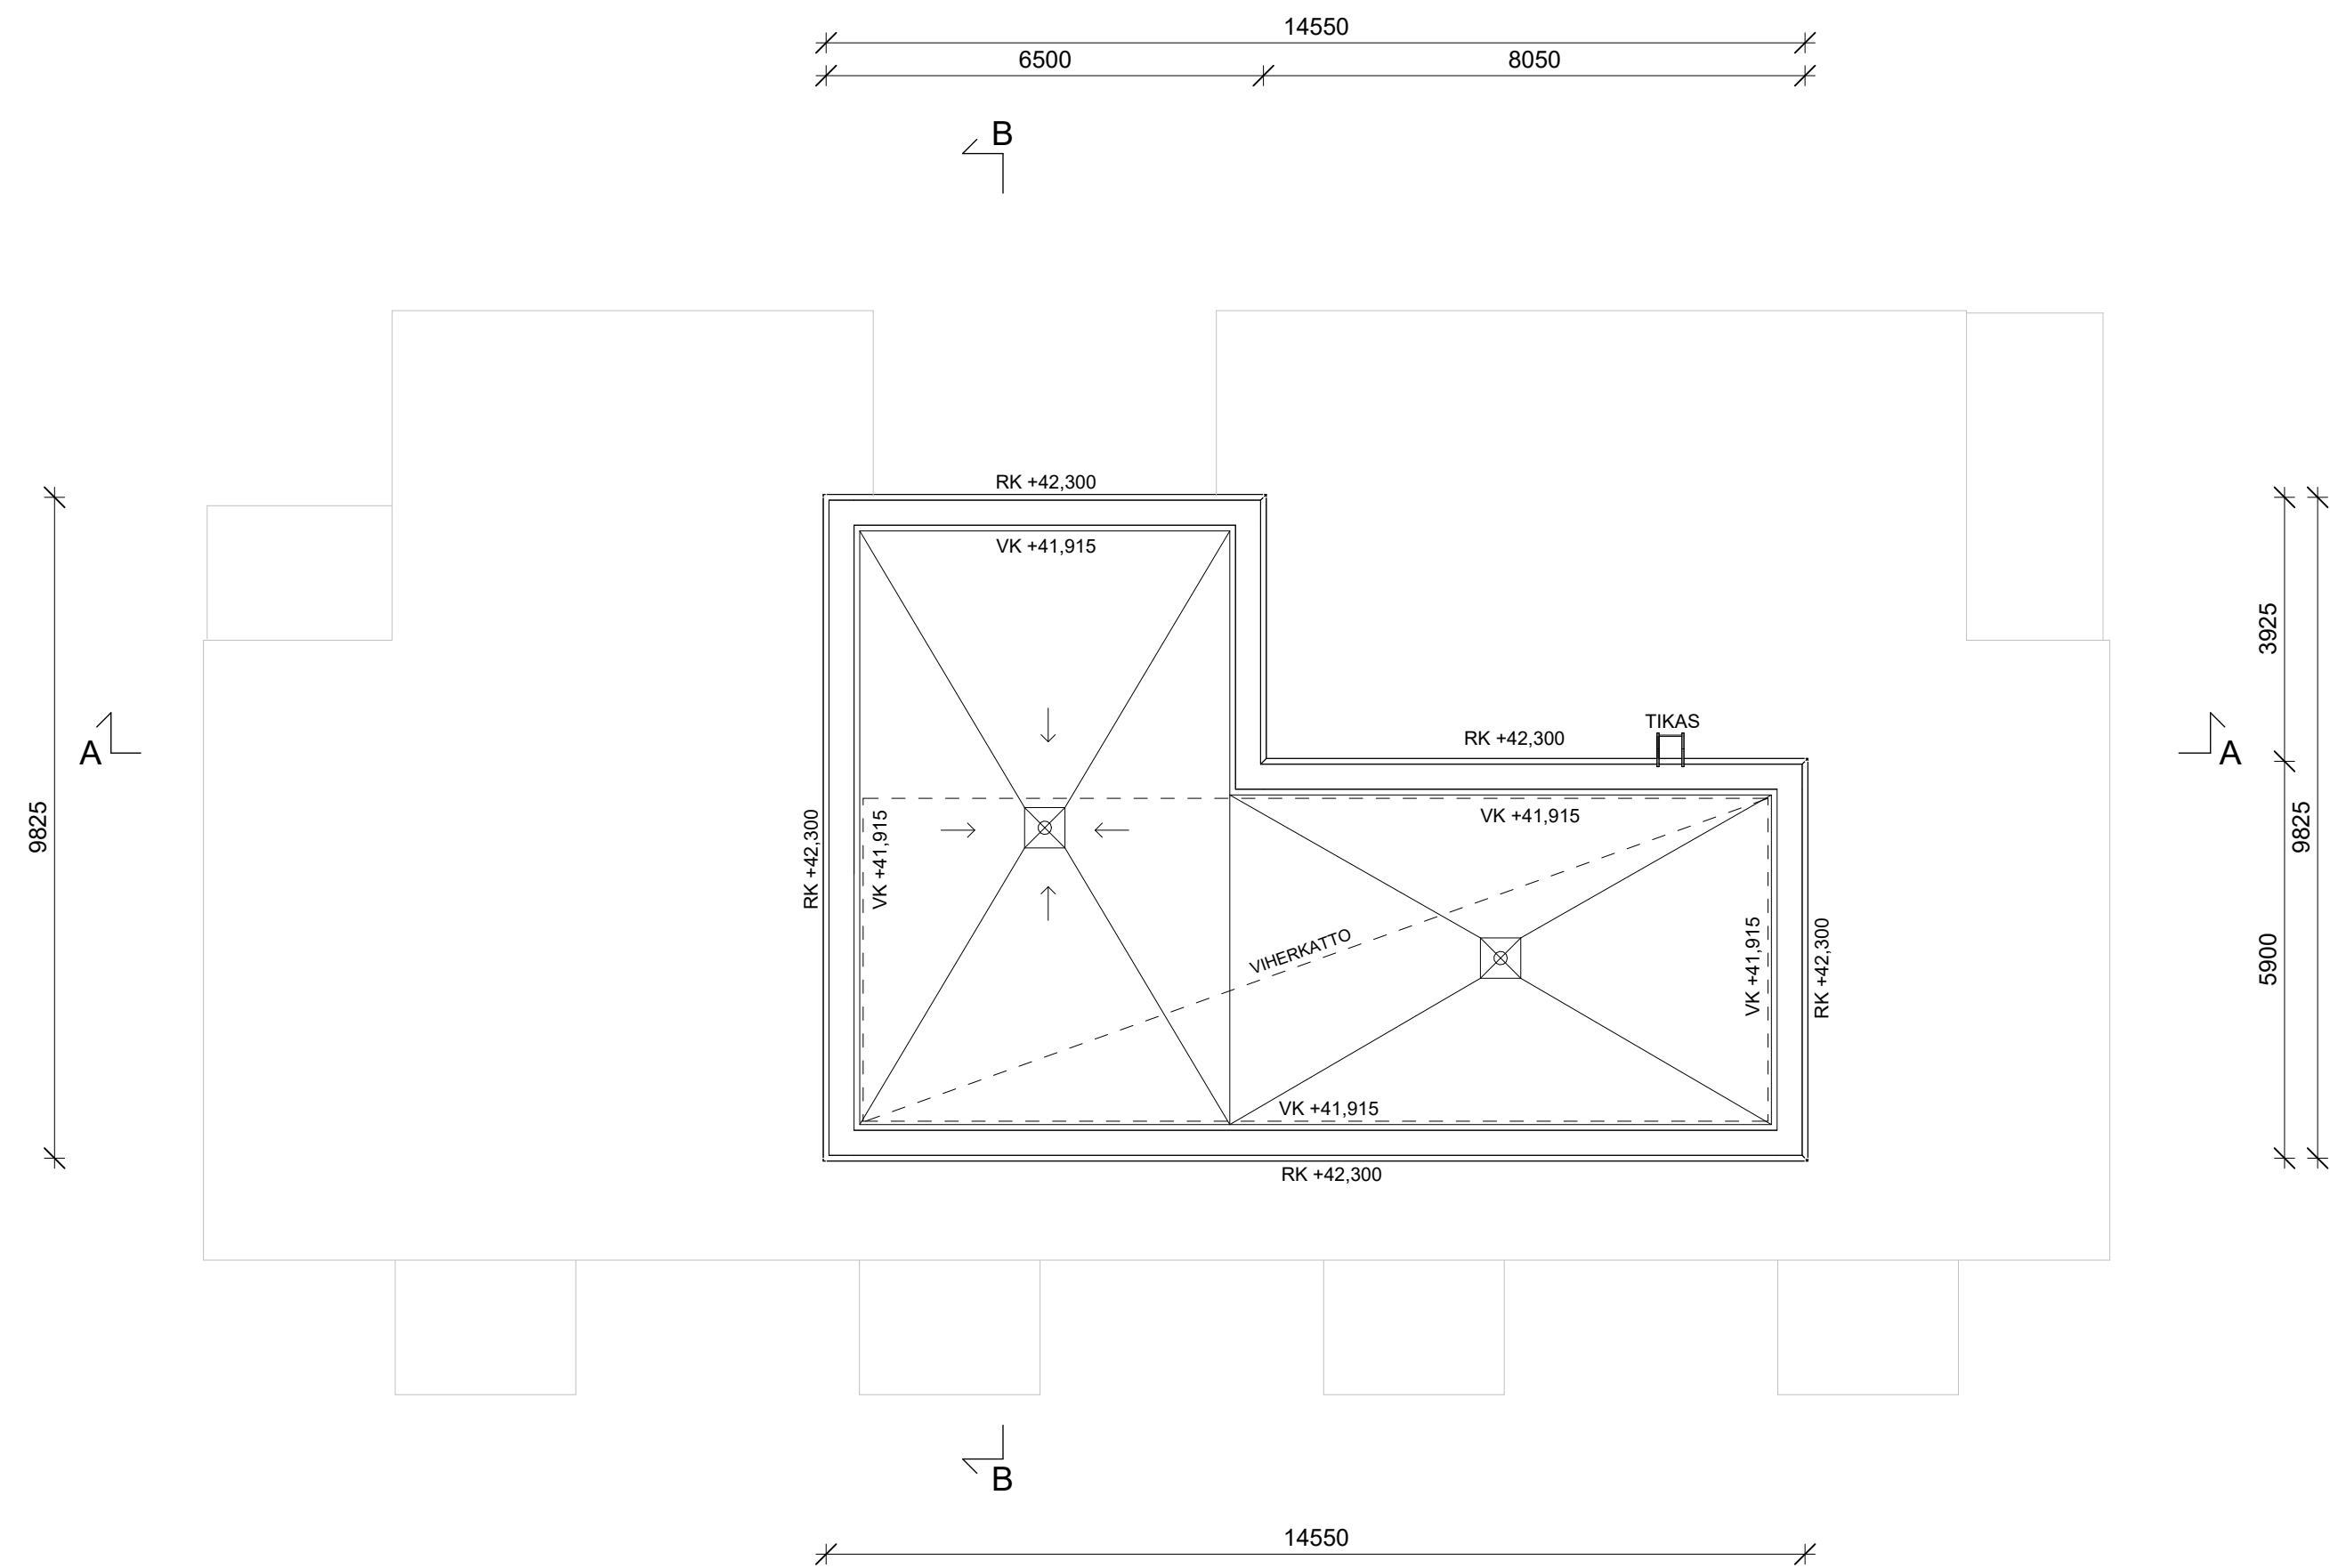 14550
6500
8050
B
RK +42,300
VK +41,915
3925
TIKAS
RK +42,300
A
A
9825
RK +42,300
VK +41,915
VK +41,915
9825
VIHERKATTO
VK +41,915
RK +42,300
5900
VK +41,915
RK +42,300
B
14550